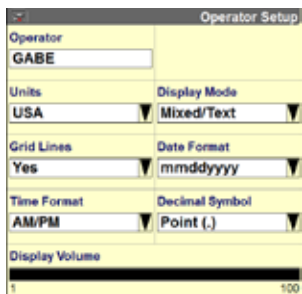 Operator Setup
Operator
GABE
Units Display Mode
USA Mixed/Text
Grid Lines Date Format
Yes mmddyyyy
Time Format Decimal Symbol
AM/PM Point (.)
Display Volume
1 100